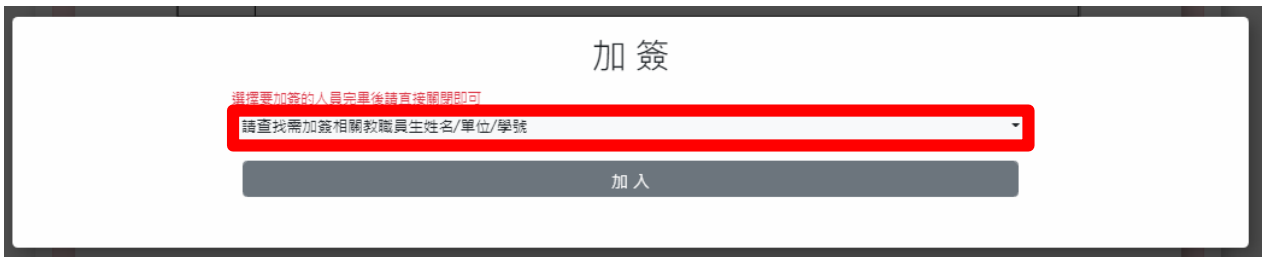 加 簽
選擇要加簽的人員完畢後請直接關閉即可
請查找需加簽相關教職員生姓名/單位/學號
加 入